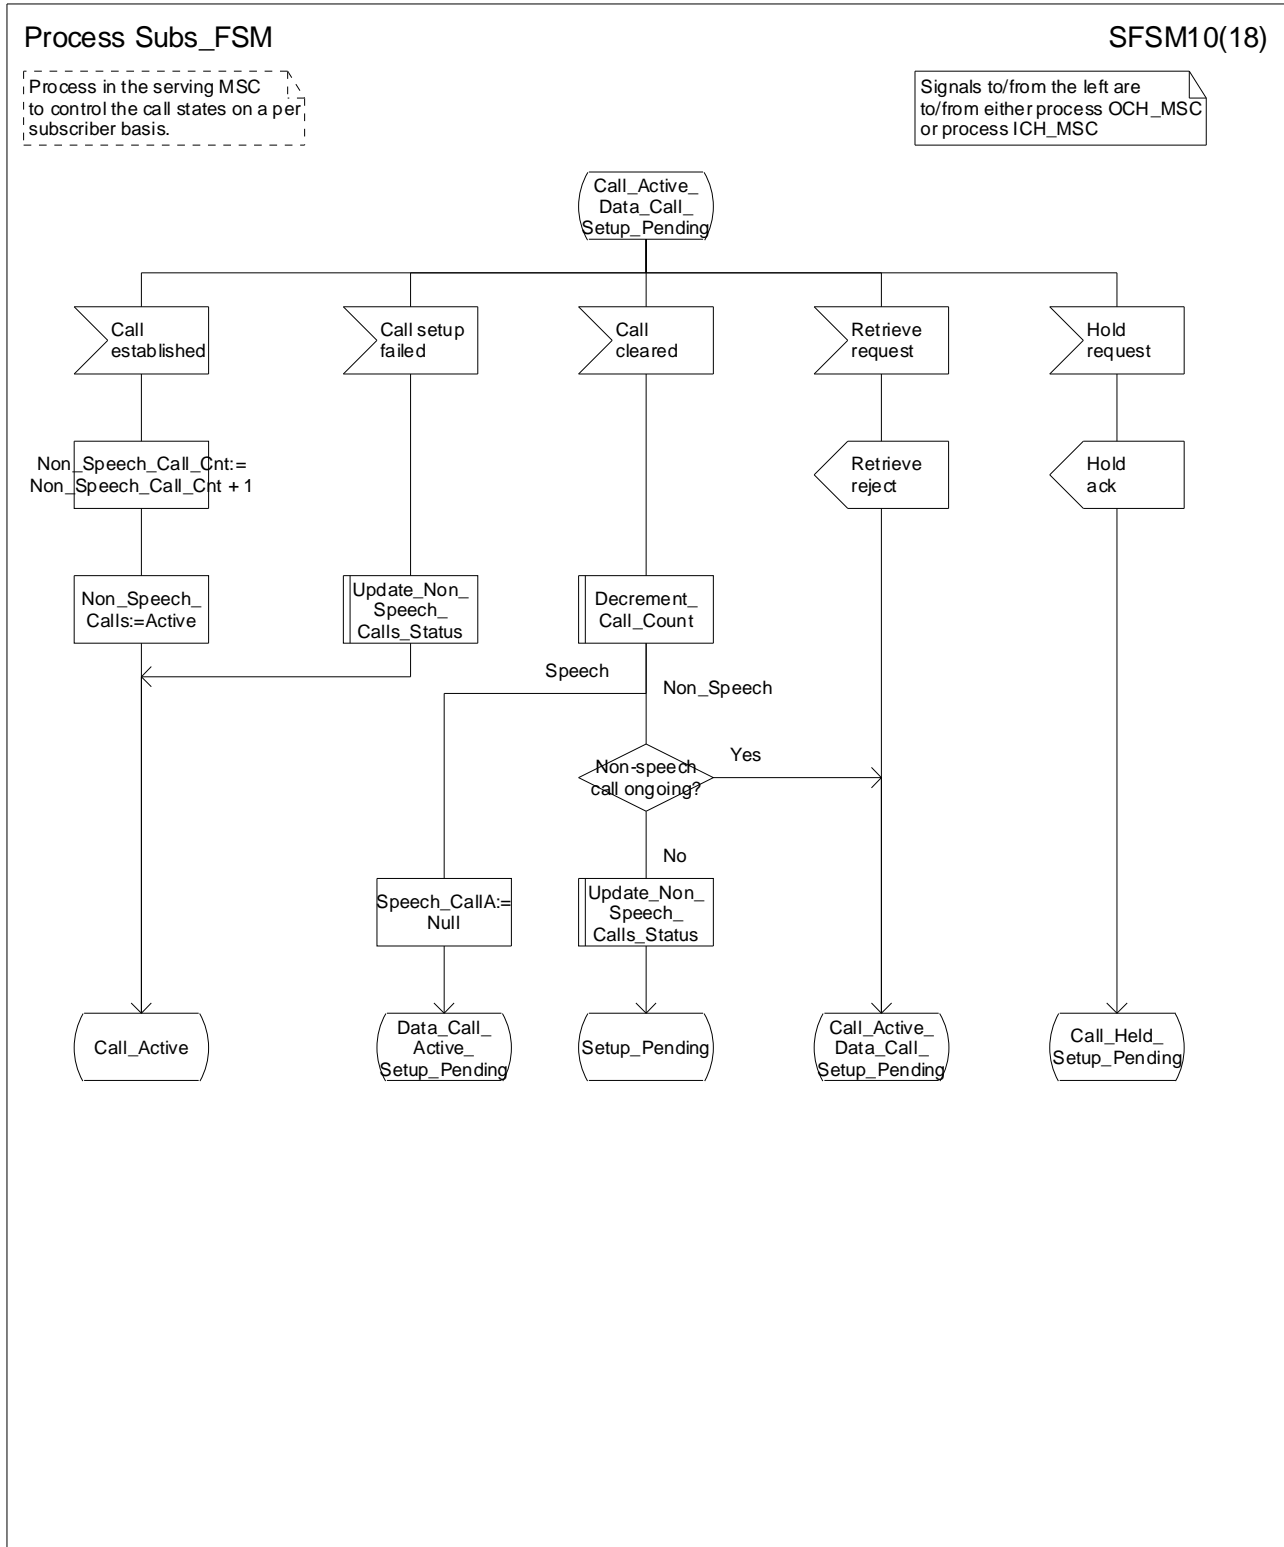 Process Subs_FSM
SFSM10(18)
Process in the serving MSC
to control the call states on a per
subscriber basis.
Signals to/from the left are
to/from either process OCH_MSC
or process ICH_MSC
Call_Active_
Data_Call_
Setup_Pending
Call
established
Call setup
failed
Call
cleared
Retrieve
request
Hold
request
Non_Speech_Call_Cnt:=
Non_Speech_Call_Cnt + 1
Retrieve
reject
Hold
ack
Non_Speech_
Calls:=Active
Update_Non_
Speech_
Calls_Status
Decrement_
Call_Count
Speech
Non_Speech
Non-speech
call ongoing?
Yes
No
Speech_CallA:=
Null
Update_Non_
Speech_
Calls_Status
Call_Active
Data_Call_
Active_
Setup_Pending
Setup_Pending
Call_Active_
Data_Call_
Setup_Pending
Call_Held_
Setup_Pending